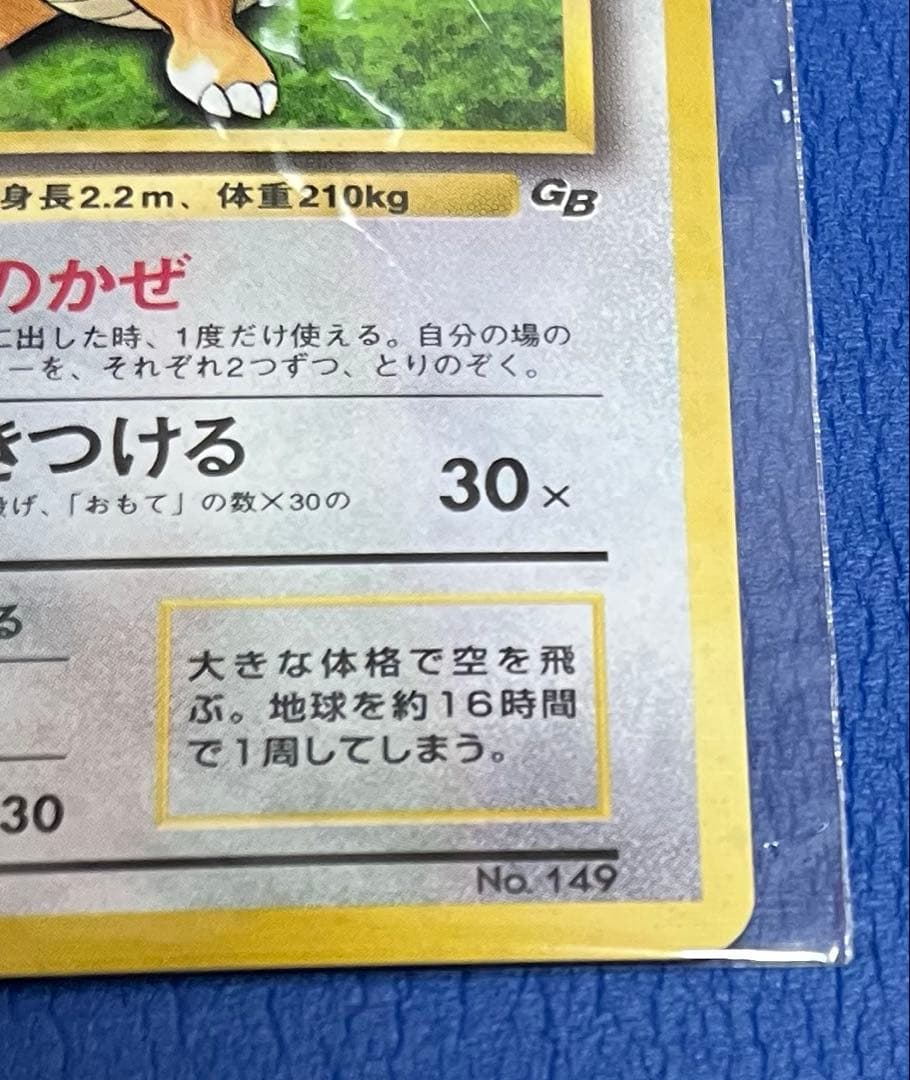 身長2.2m、体重210kg
GB
のかぜ
に出した時、1度だけ使える。自分の場の
ーを、それぞれ2つずつ、とりのぞく。
きつける
30×
げ、「おもて」の数×30の
る
大きな体格で空を飛
ぶ。地球を約16時間
で1周してしまう。
30
No. 149